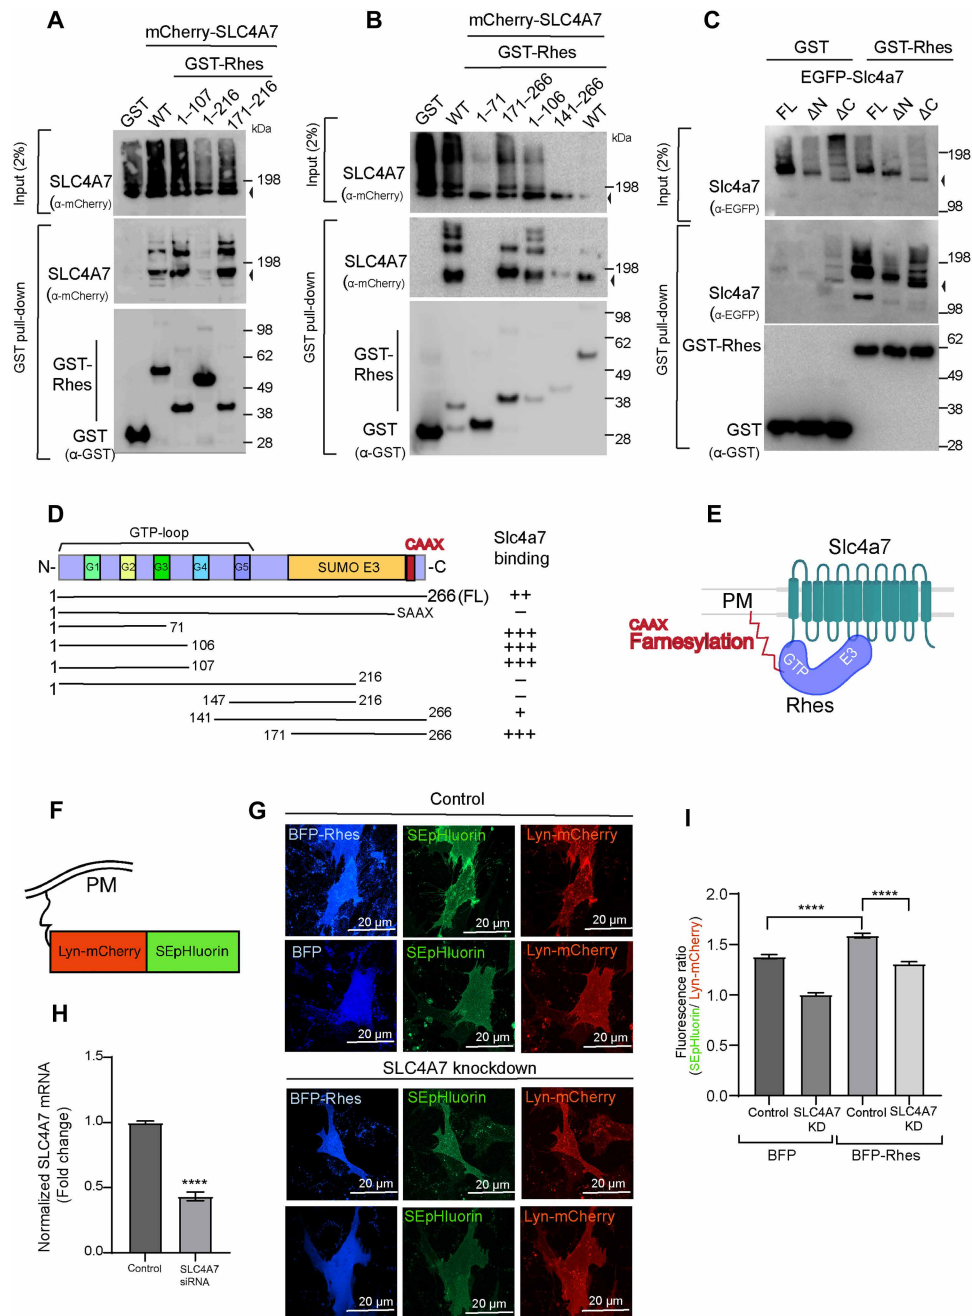 A
mCherry-SLC4A7
GST-Rhes
GST
WT
1–107
1–216
171–216
kDa
Input (2%)
SLC4A7
(α-mCherry)
198
GST pull-down
SLC4A7
(α-mCherry)
198
98
62
49
38
28
GST-
Rhes
GST
(α-GST)
B
mCherry-SLC4A7
GST-Rhes
GST
WT
1–71
171–266
1–106
141–266
WT
kDa
Input (2%)
SLC4A7
(α-mCherry)
198
GST pull-down
SLC4A7
(α-mCherry)
198
98
62
49
38
28
GST-
Rhes
GST
(α-GST)
C
GST
GST-Rhes
EGFP-Slc4a7
FL
ΔN
ΔC
FL
ΔN
ΔC
Input (2%)
Slc4a7
(α-EGFP)
198
98
GST pull-down
Slc4a7
(α-EGFP)
198
98
GST-Rhes
62
49
38
28
GST
(α-GST)
D
GTP-loop
CAAX
Slc4a7
binding
N-
G1
G2
G3
G4
G5
SUMO E3
-C
1
266(FL)
++
1
SAAX
–
1
71
+++
1
106
+++
1
107
+++
1
216
–
147
216
–
141
266
+
171
266
+++
E
Slc4a7
PM
CAAX
Farnesylation
GTP
E3
Rhes
F
PM
Lyn-mCherry
SEpHluorin
G
Control
BFP-Rhes
SEpHluorin
Lyn-mCherry
20 µm
20 µm
20 µm
BFP
SEpHluorin
Lyn-mCherry
20 µm
20 µm
20 µm
SLC4A7 knockdown
BFP-Rhes
SEpHluorin
Lyn-mCherry
20 µm
20 µm
20 µm
SEpHluorin
Lyn-mCherry
20 µm
20 µm
20 µm
H
Normalized SLC4A7 mRNA
(Fold change)
1.5
1.0
0.5
0.0
****
Control
SLC4A7
siRNA
I
Fluorescence ratio
(SEpHluorin/ Lyn-mCherry)
2.0
1.5
1.0
0.5
0.0
****
****
Control
SLC4A7
KD
Control
SLC4A7
KD
BFP
BFP-Rhes